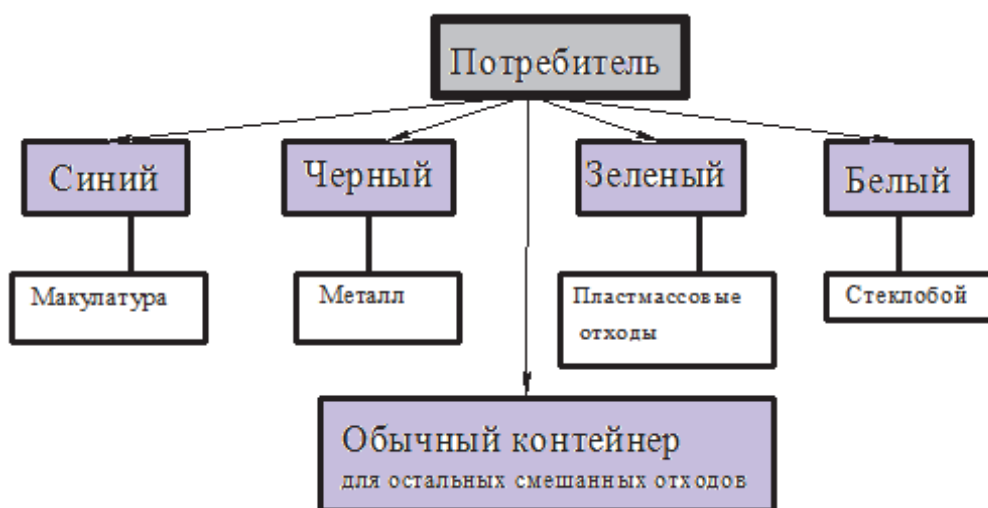 Потребитель
Синий
Черный
Зеленый
Белый
Макулатура
Металл
Пластмассовые
отходы
Стеклобой
Обычный контейнер
для остальных смешанных отходов